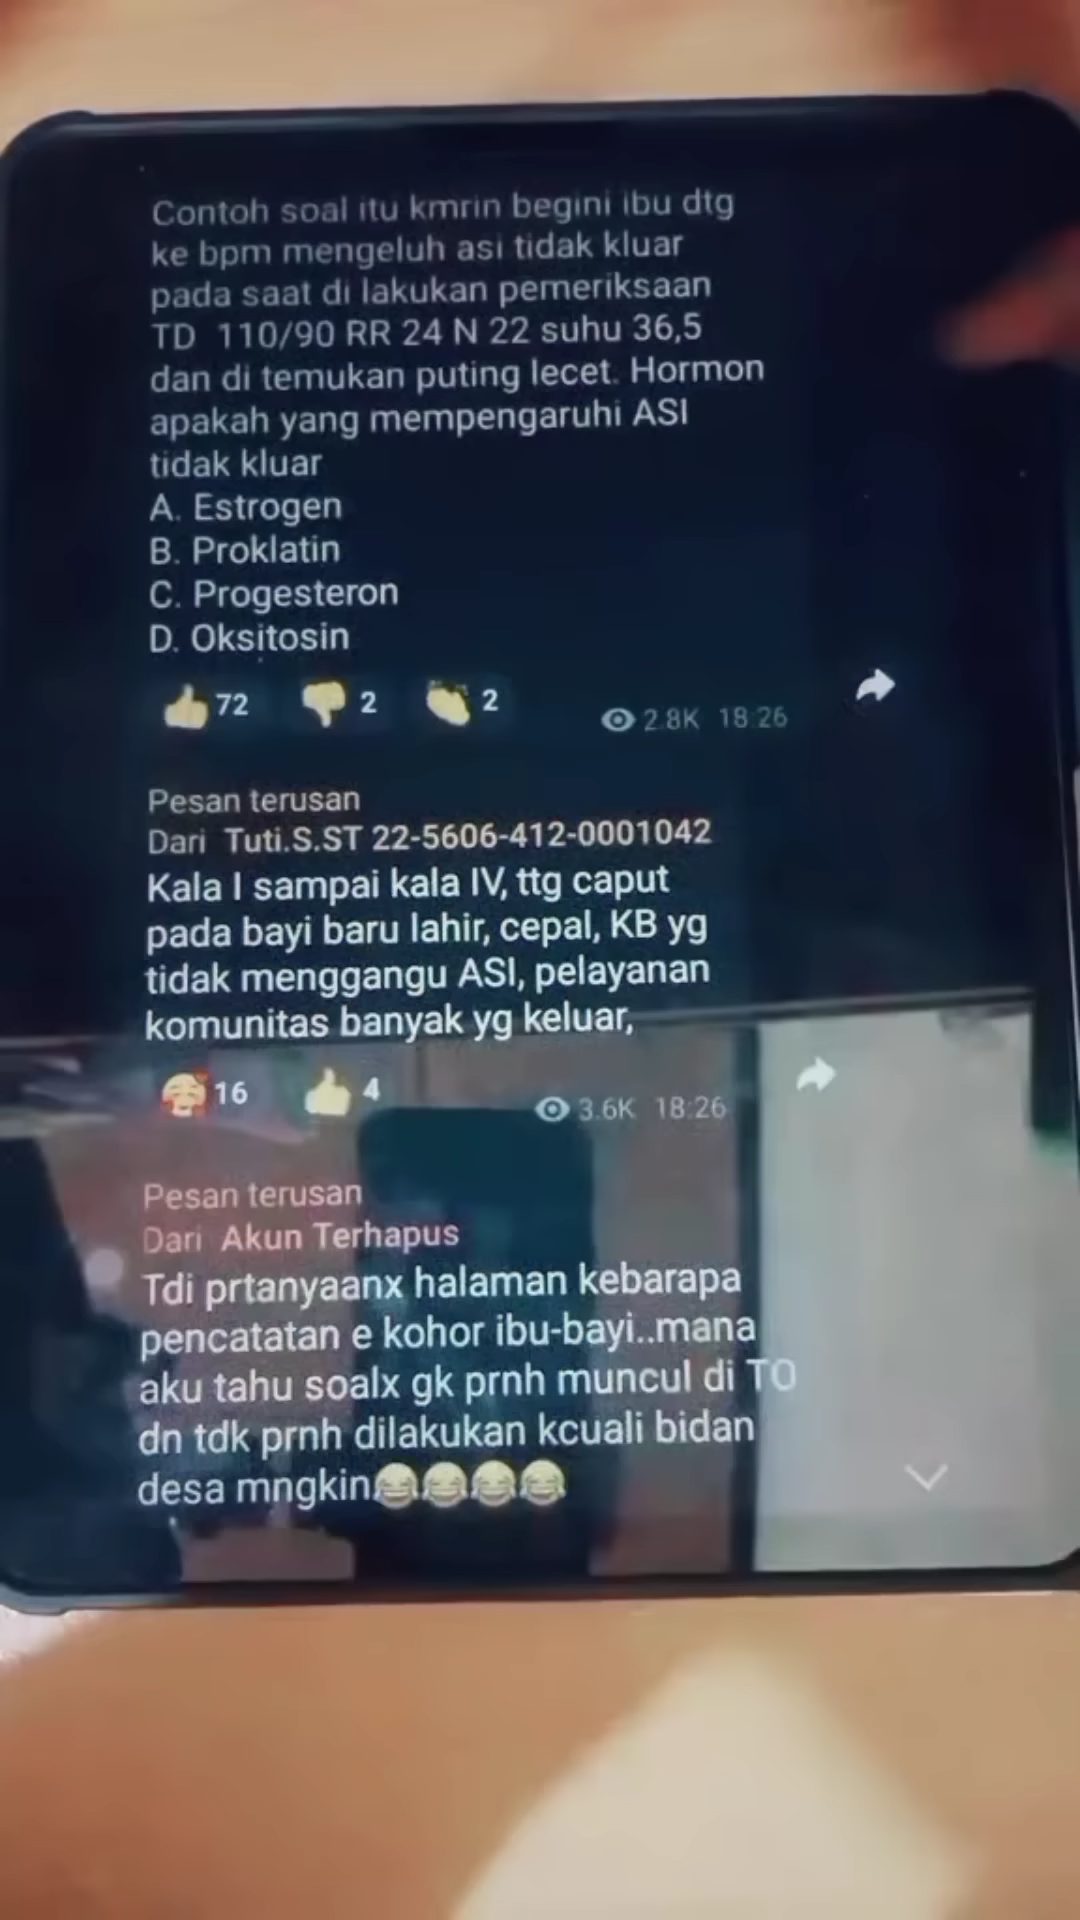 Contoh soal itu kmrin begini ibu dtg
ke bpm mengeluh asi tidak kluar
pada saat di lakukan pemeriksaan
TD 110/90 RR 24 N 22 suhu 36,5
dan di temukan puting lecet. Hormon
apakah yang mempengaruhi ASI
tidak kluar
A. Estrogen
B. Proklatin
C. Progesteron
D. Oksitosin
72 2 2 2.8K 18:26
Pesan terusan
Dari Tuti.S.ST 22-5606-412-0001042
Kala I sampai kala IV, ttg caput
pada bayi baru lahir, cepal, KB yg
tidak menggangu ASI, pelayanan
komunitas banyak yg keluar,
16 4 3.6K 18:26
Pesan terusan
Dari Akun Terhapus
Tdi prtanyaanx halaman kebarapa
pencatatan e kohor ibu-bayi..mana
aku tahu soalx gk prnh muncul di TO
dn tdk prnh dilakukan kcuali bidan
desa mngkin😂😂😂😂